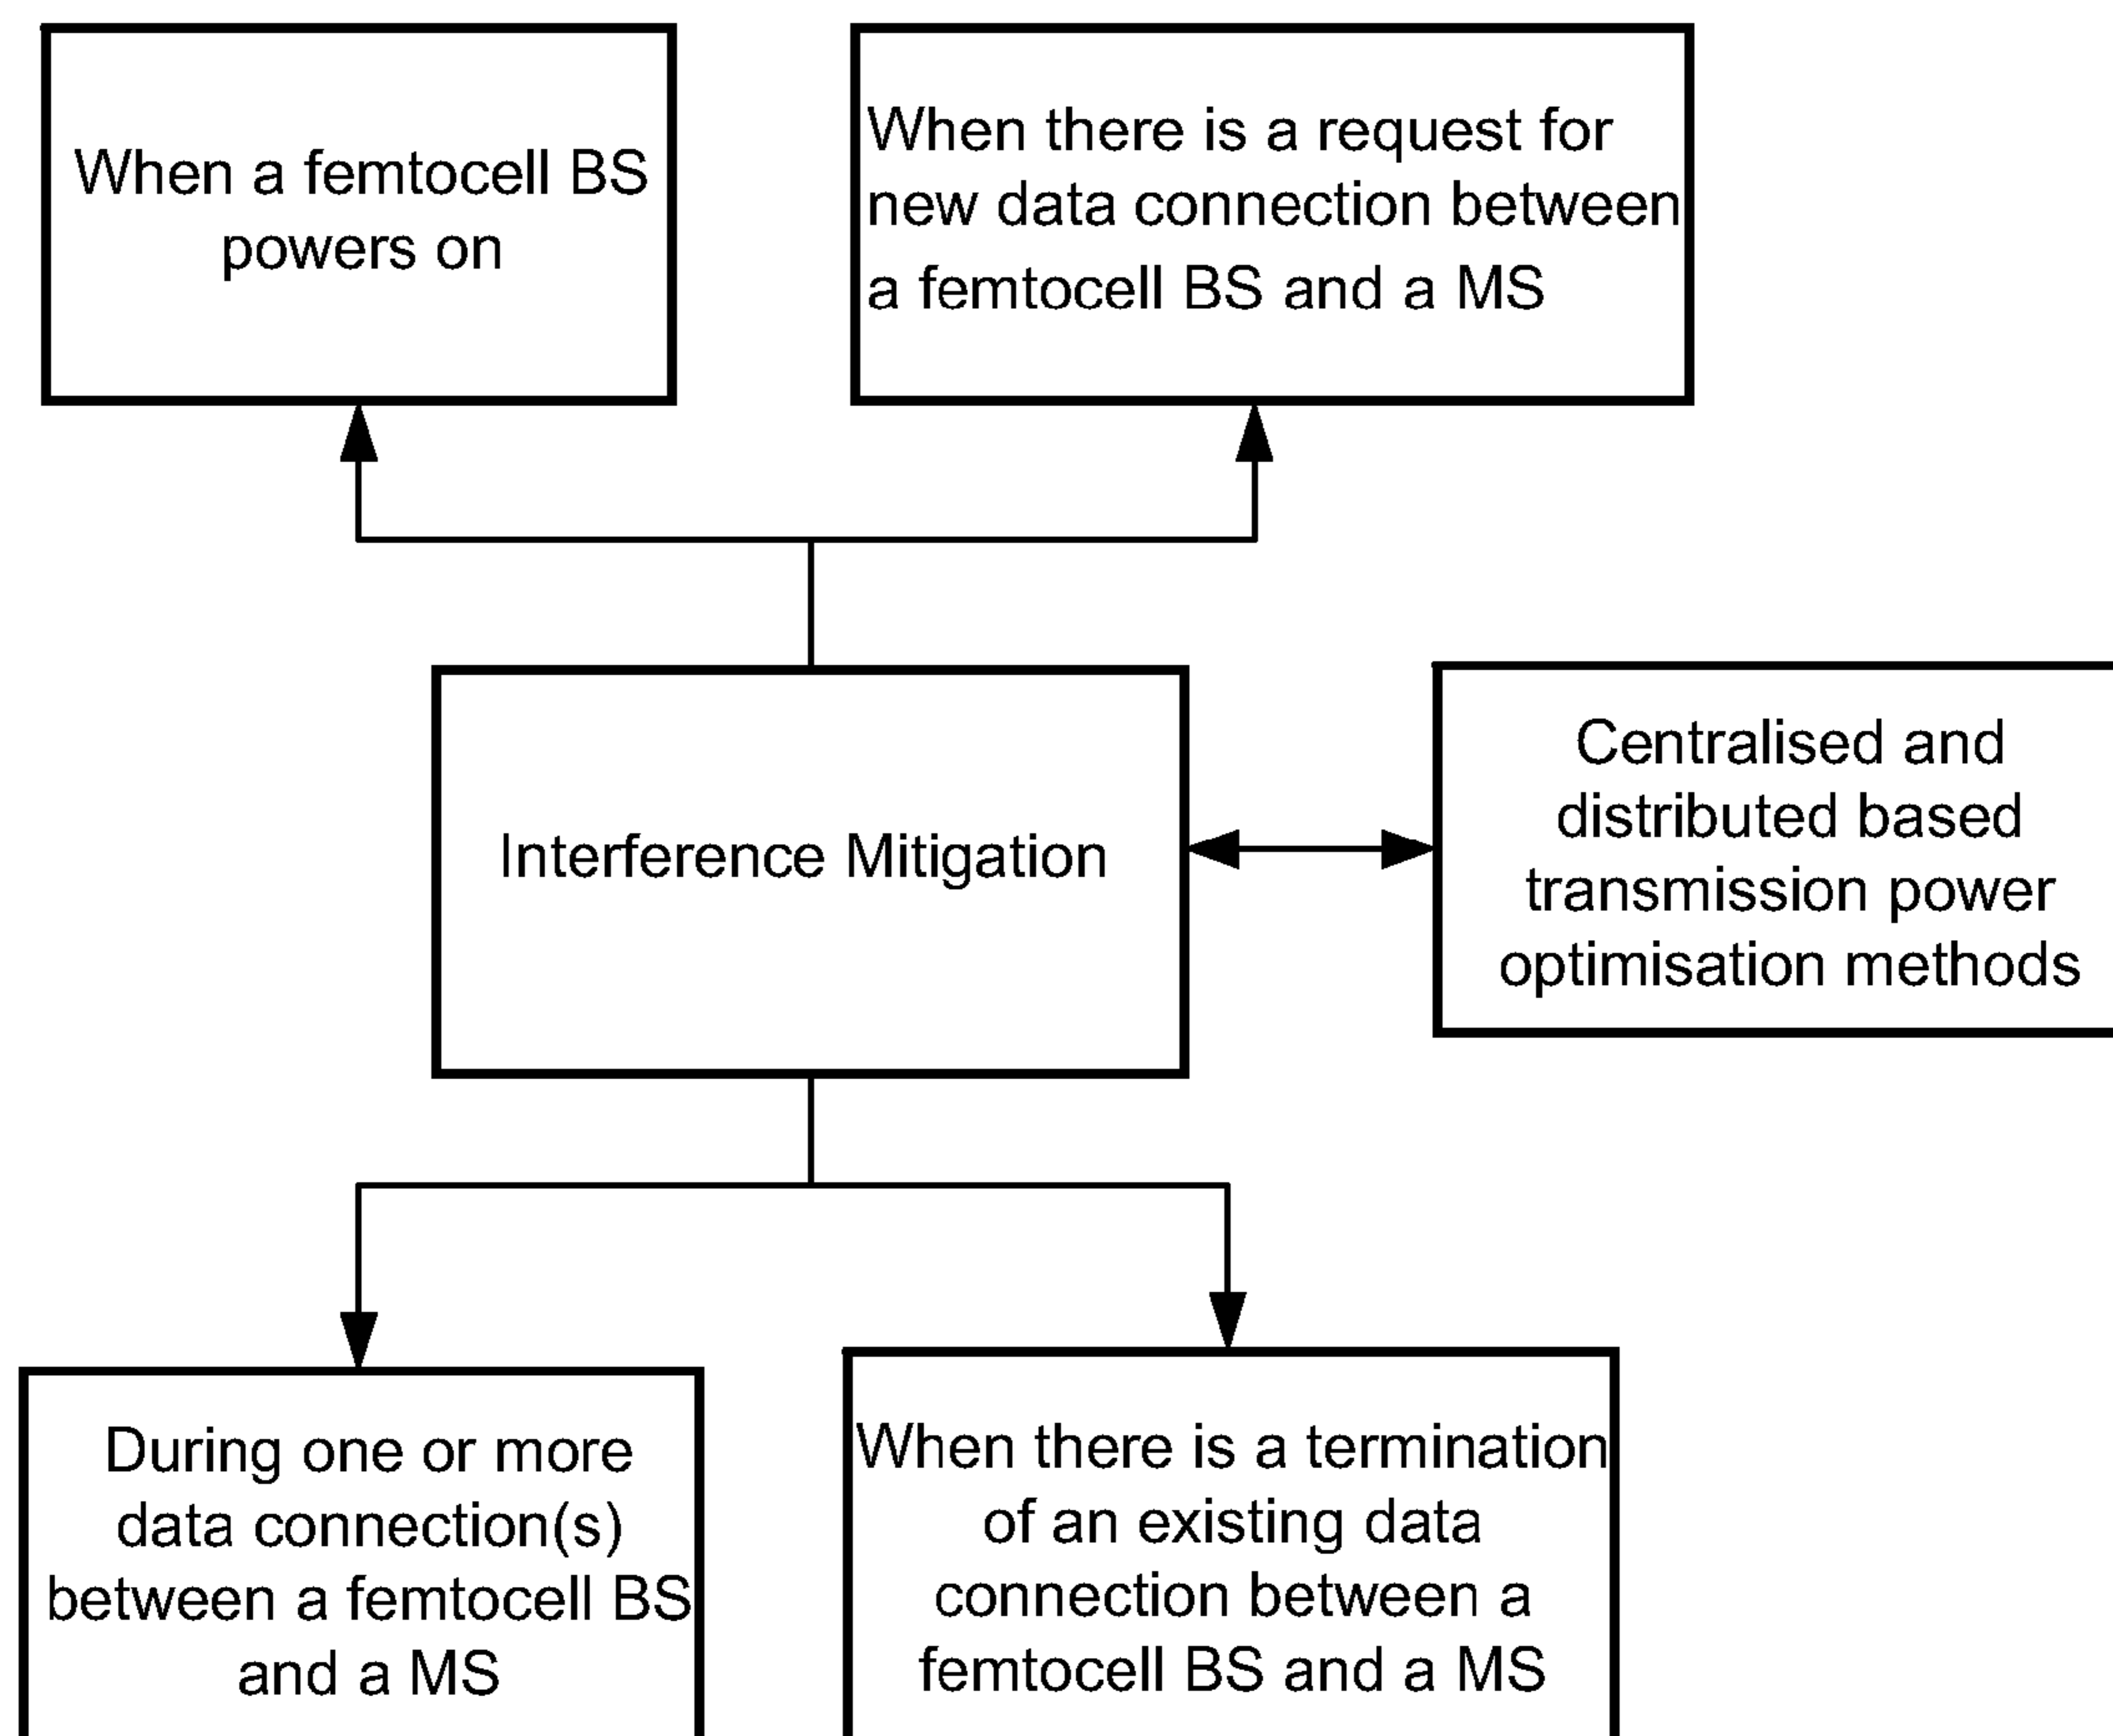 When a femtocell BS
powers on
When there is a request for
new data connection between
a femtocell BS and a MS
Interference Mitigation
Centralised and
distributed based
transmission power
optimisation methods
During one or more
data connection(s)
between a femtocell BS
and a MS
When there is a termination
of an existing data
connection between a
femtocell BS and a MS